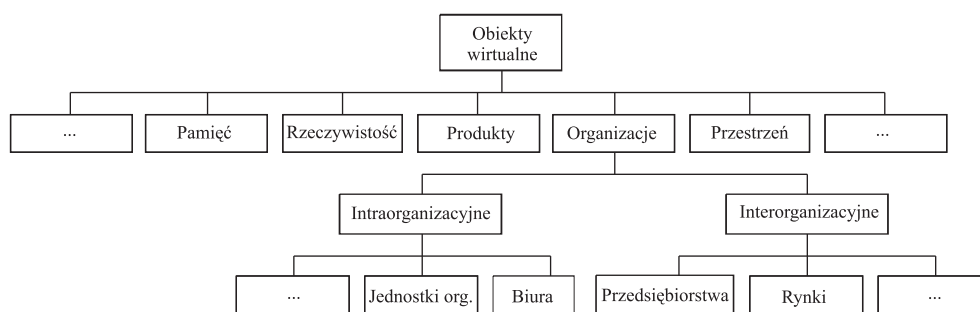 Obiekty
wirtualne
...
Pamięć
Rzeczywistość
Produkty
Organizacje
Przestrzeń
...
Intraorganizacyjne
Interorganizacyjne
...
Jednostki org.
Biura
Przedsiębiorstwa
Rynki
...